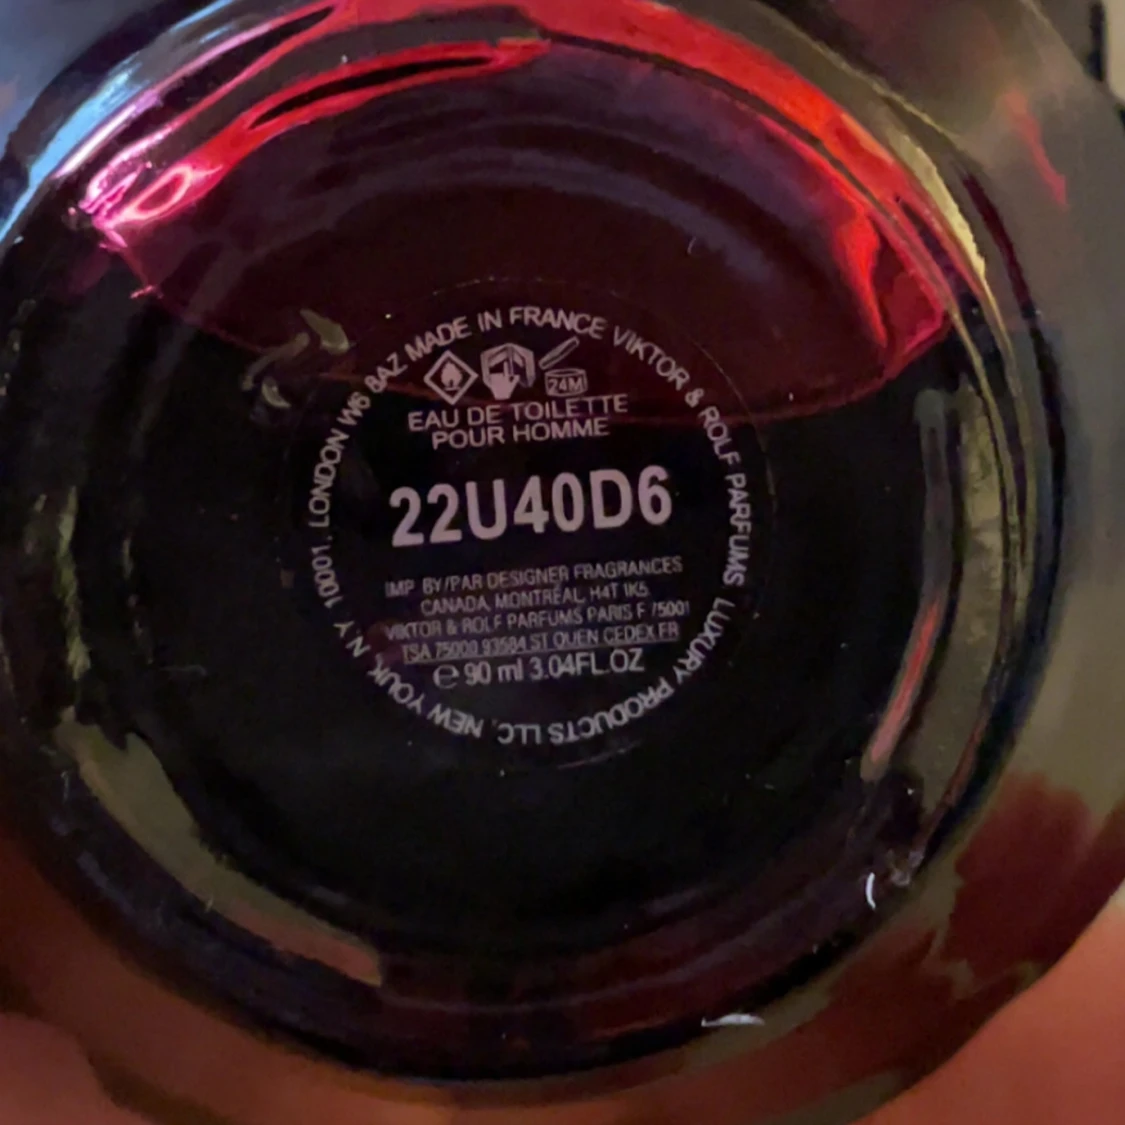 MADE IN FRANCE VIKTOR & ROLF PARFUMS LUXURY PRODUCTS LLC, NEW YOUK, N Y 10001. LONDON W6 8AZ
24M
EAU DE TOILETTE
POUR HOMME
22U40D6
IMP BY/PAR DESIGNER FRAGRANCES
CANADA, MONTRÉAL, H4T 1K5
VIKTOR & ROLF PARFUMS PARIS F 75001
TSA 75000 93584 ST OUEN CEDEX FR
℮ 90 ml 3.04FL.OZ